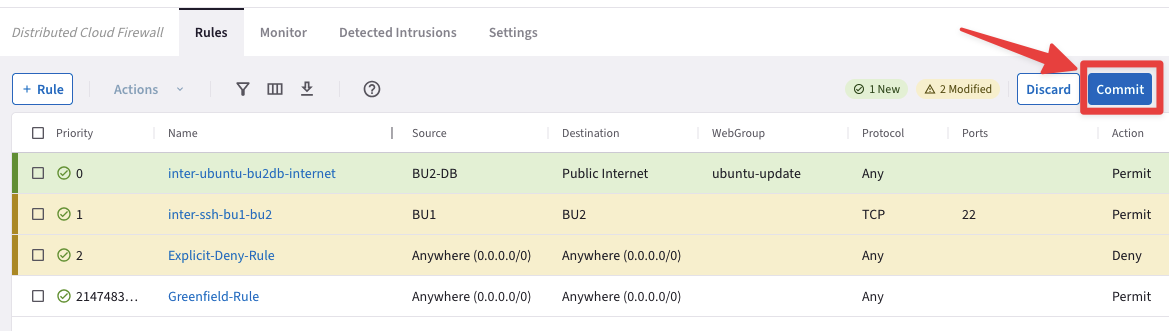 Distributed Cloud Firewall Rules Monitor Detected Intrusions Settings
+ Rule Actions 1 New 2 Modified Discard Commit
Priority Name Source Destination WebGroup Protocol Ports Action
0 inter-ubuntu-bu2db-internet BU2-DB Public Internet ubuntu-update Any Permit
1 inter-ssh-bu1-bu2 BU1 BU2 TCP 22 Permit
2 Explicit-Deny-Rule Anywhere (0.0.0.0/0) Anywhere (0.0.0.0/0) Any Deny
2147483... Greenfield-Rule Anywhere (0.0.0.0/0) Anywhere (0.0.0.0/0) Any Permit